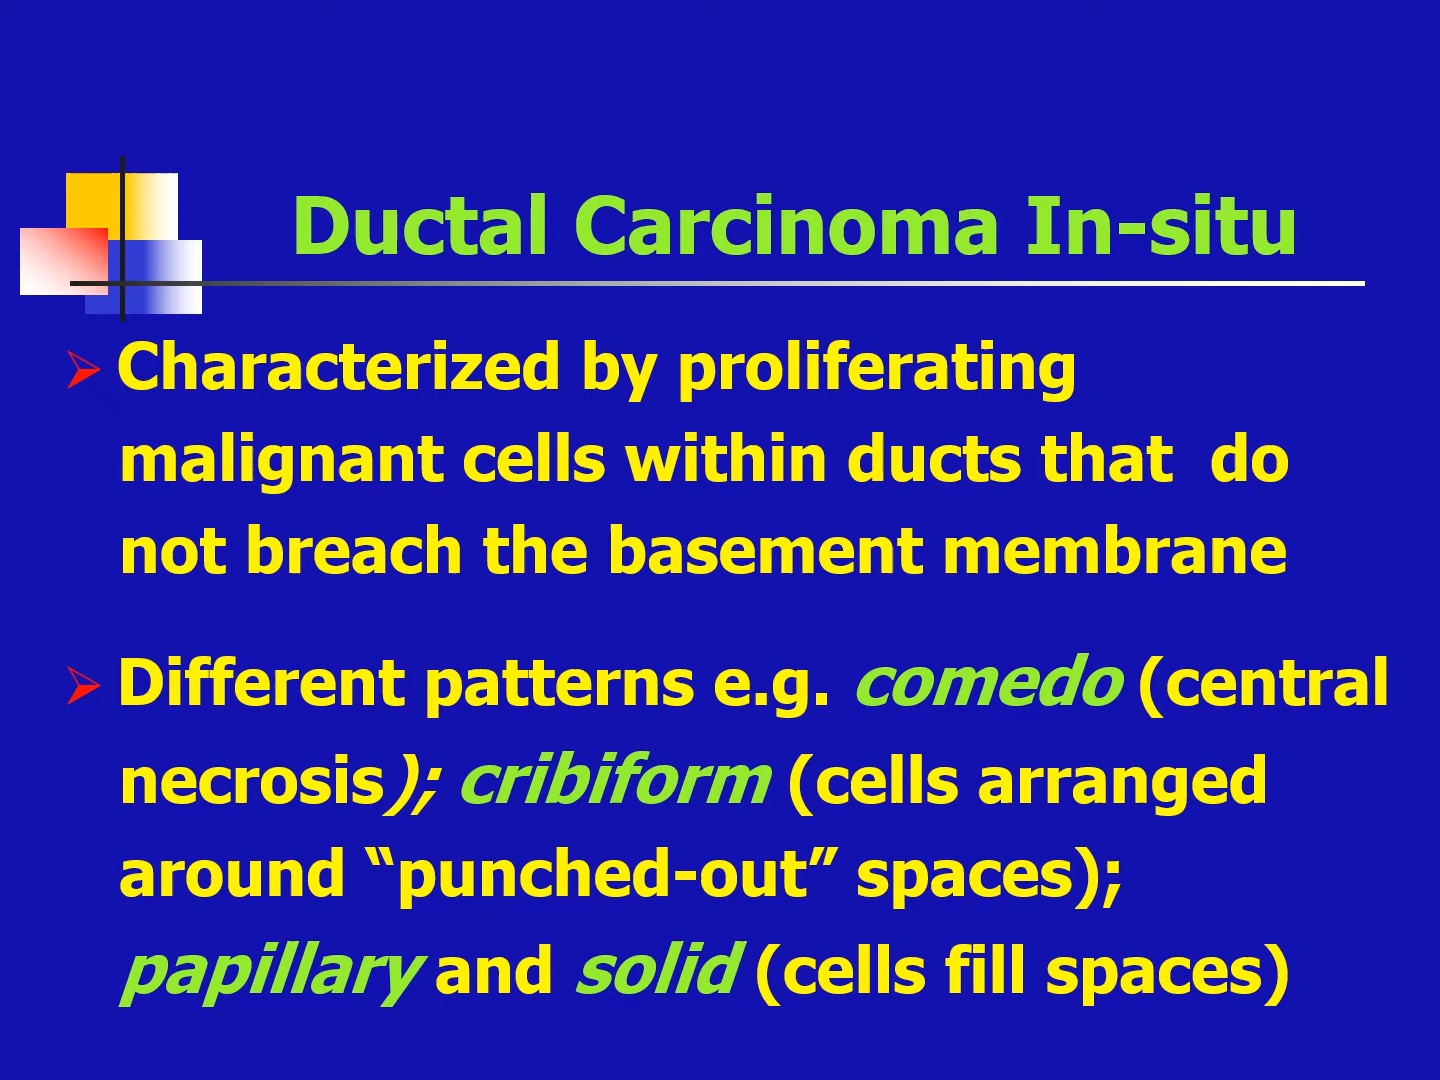 Ductal Carcinoma In-situ
Characterized by proliferating
malignant cells within ducts that do
not breach the basement membrane
Different patterns e.g. comedo (central
necrosis); cribiform (cells arranged
around “punched-out” spaces);
papillary and solid (cells fill spaces)